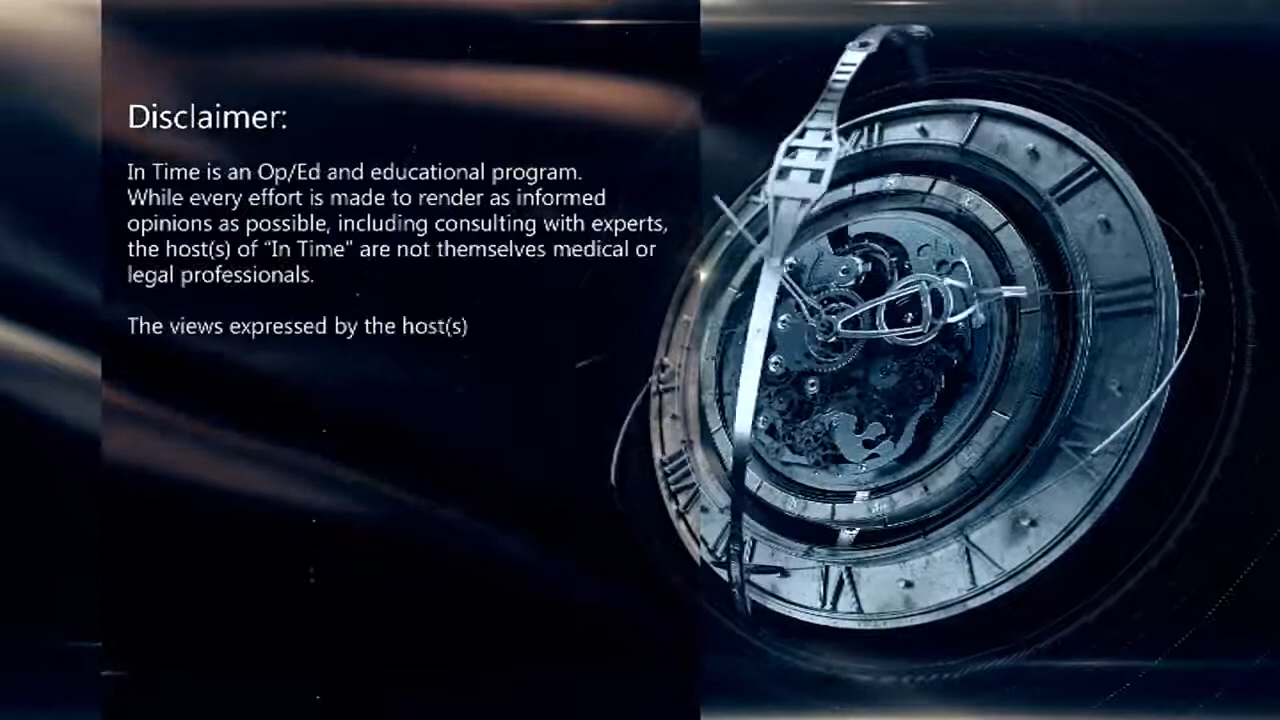 Disclaimer:
In Time is an Op/Ed and educational program.
While every effort is made to render as informed
opinions as possible, including consulting with experts,
the host(s) of "In Time" are not themselves medical or
legal professionals.
The views expressed by the host(s)
XII